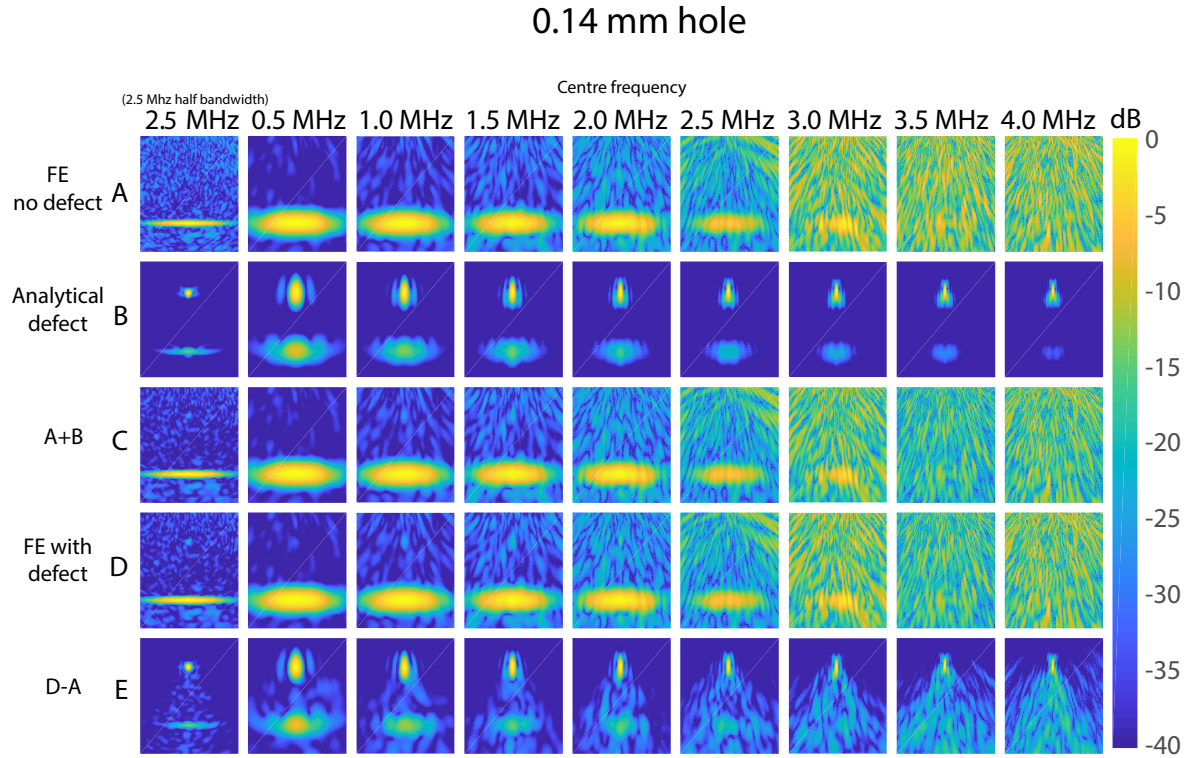 0.14 mm hole
Centre frequency
(2.5 Mhz half bandwidth)
2.5 MHz 0.5 MHz 1.0 MHz 1.5 MHz 2.0 MHz 2.5 MHz 3.0 MHz 3.5 MHz 4.0 MHz dB
FE
no defect
A
Analytical
defect
B
A+B
C
FE with
defect
D
D-A
E
0
-5
-10
-15
-20
-25
-30
-35
-40